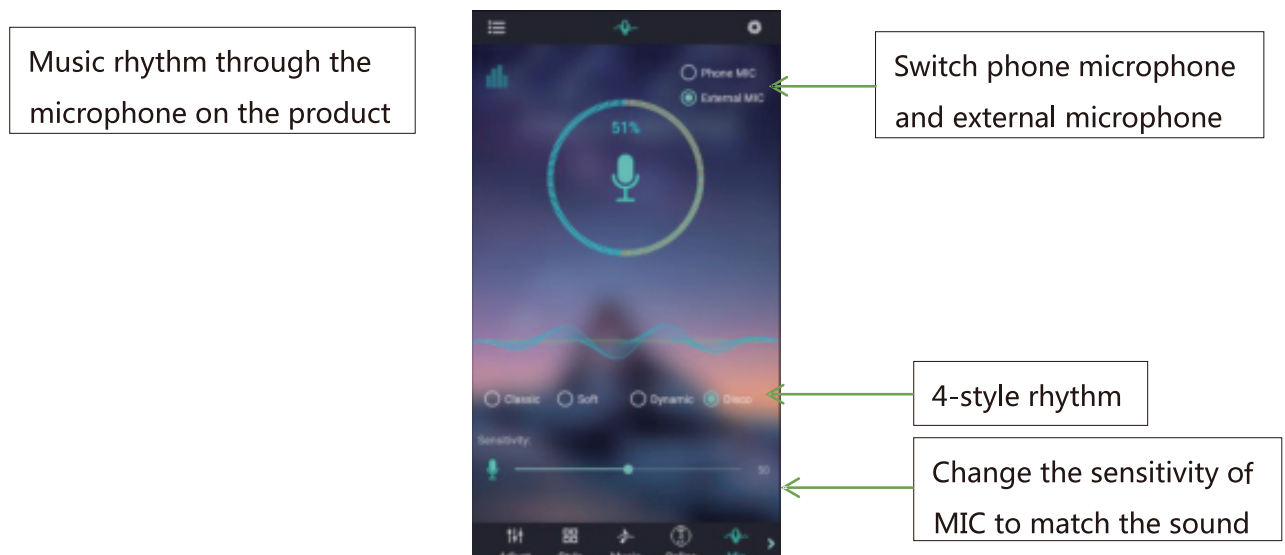 Music rhythm through the
microphone on the product
Phone MIC
External MIC
51%
Switch phone microphone
and external microphone
Classic Soft Dynamic Disco
4-style rhythm
Sensitivity:
50
Change the sensitivity of
MIC to match the sound